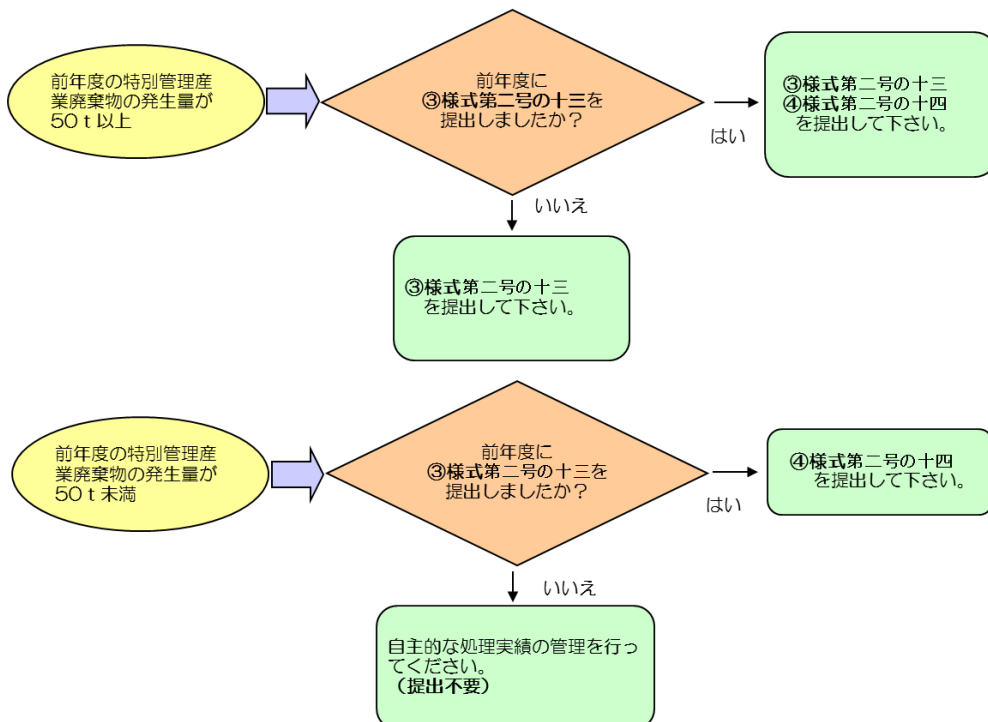 前年度の特別管理産
業廃棄物の発生量が
50t以上
前年度に
③様式第二号の十三を
提出しましたか？
はい
③様式第二号の十三
④様式第二号の十四
を提出して下さい。
いいえ
③様式第二号の十三
を提出して下さい。
前年度の特別管理産
業廃棄物の発生量が
50t未満
前年度に
③様式第二号の十三を
提出しましたか？
はい
④様式第二号の十四
を提出して下さい。
いいえ
自主的な処理実績の管理を行っ
てください。
（提出不要）